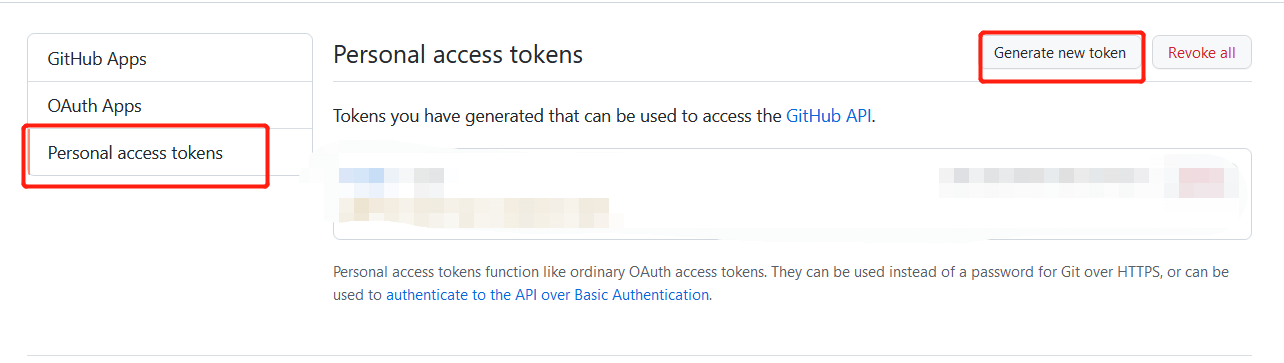 GitHub Apps
OAuth Apps
Personal access tokens
Personal access tokens
Generate new token
Revoke all
Tokens you have generated that can be used to access the GitHub API.
Personal access tokens function like ordinary OAuth access tokens. They can be used instead of a password for Git over HTTPS, or can be
used to authenticate to the API over Basic Authentication.